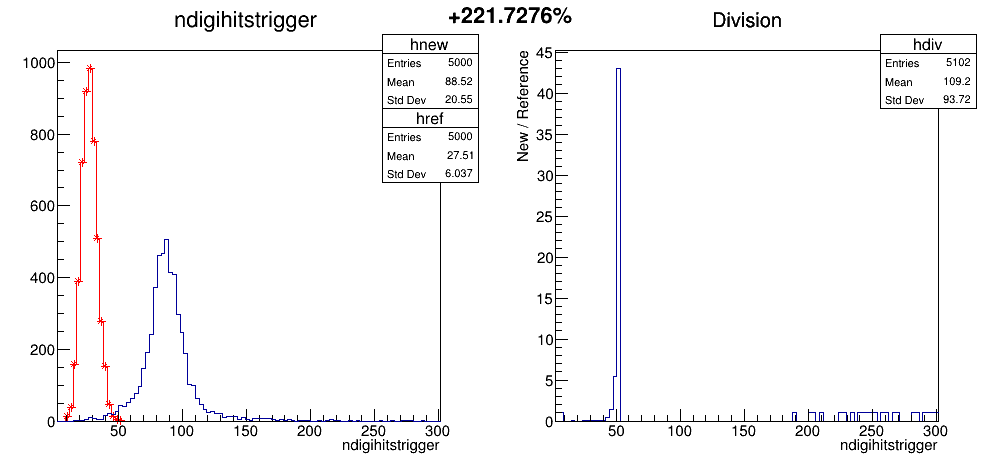 +221.7276%
ndigihitstrigger
hnew
Entries 5000
Mean 88.52
Std Dev 20.55
href
Entries 5000
Mean 27.51
Std Dev 6.037
1000
800
600
400
200
0
50 100 150 200 250 300
ndigihitstrigger
Division
hdiv
Entries 5102
Mean 109.2
Std Dev 93.72
New / Reference
45
40
35
30
25
20
15
10
5
0
50 100 150 200 250 300
ndigihitstrigger